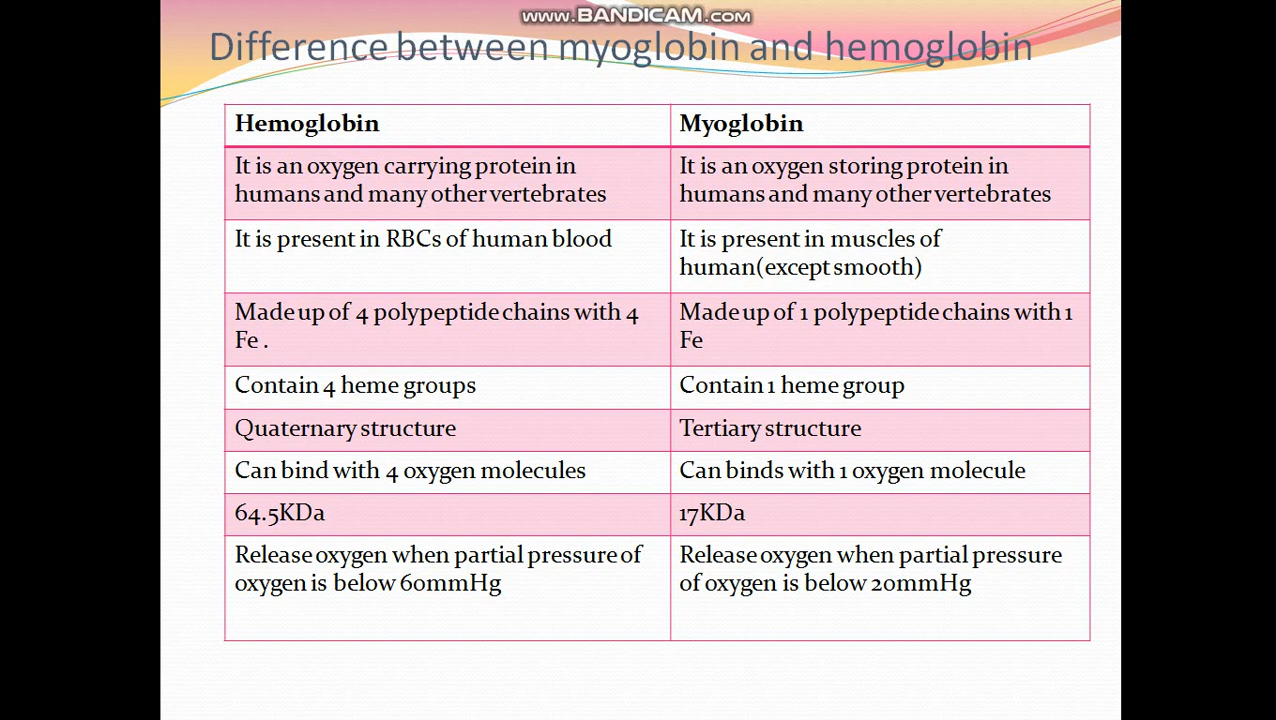 www.BANDICAM.com
Difference between myoglobin and hemoglobin
Hemoglobin
Myoglobin
It is an oxygen carrying protein in
humans and many other vertebrates
It is an oxygen storing protein in
humans and many other vertebrates
It is present in RBCs of human blood
It is present in muscles of
human(except smooth)
Made up of 4 polypeptide chains with 4
Fe .
Made up of 1 polypeptide chains with 1
Fe
Contain 4 heme groups
Contain 1 heme group
Quaternary structure
Tertiary structure
Can bind with 4 oxygen molecules
Can binds with 1 oxygen molecule
64.5KDa
17KDa
Release oxygen when partial pressure of
oxygen is below 60mmHg
Release oxygen when partial pressure
of oxygen is below 20mmHg